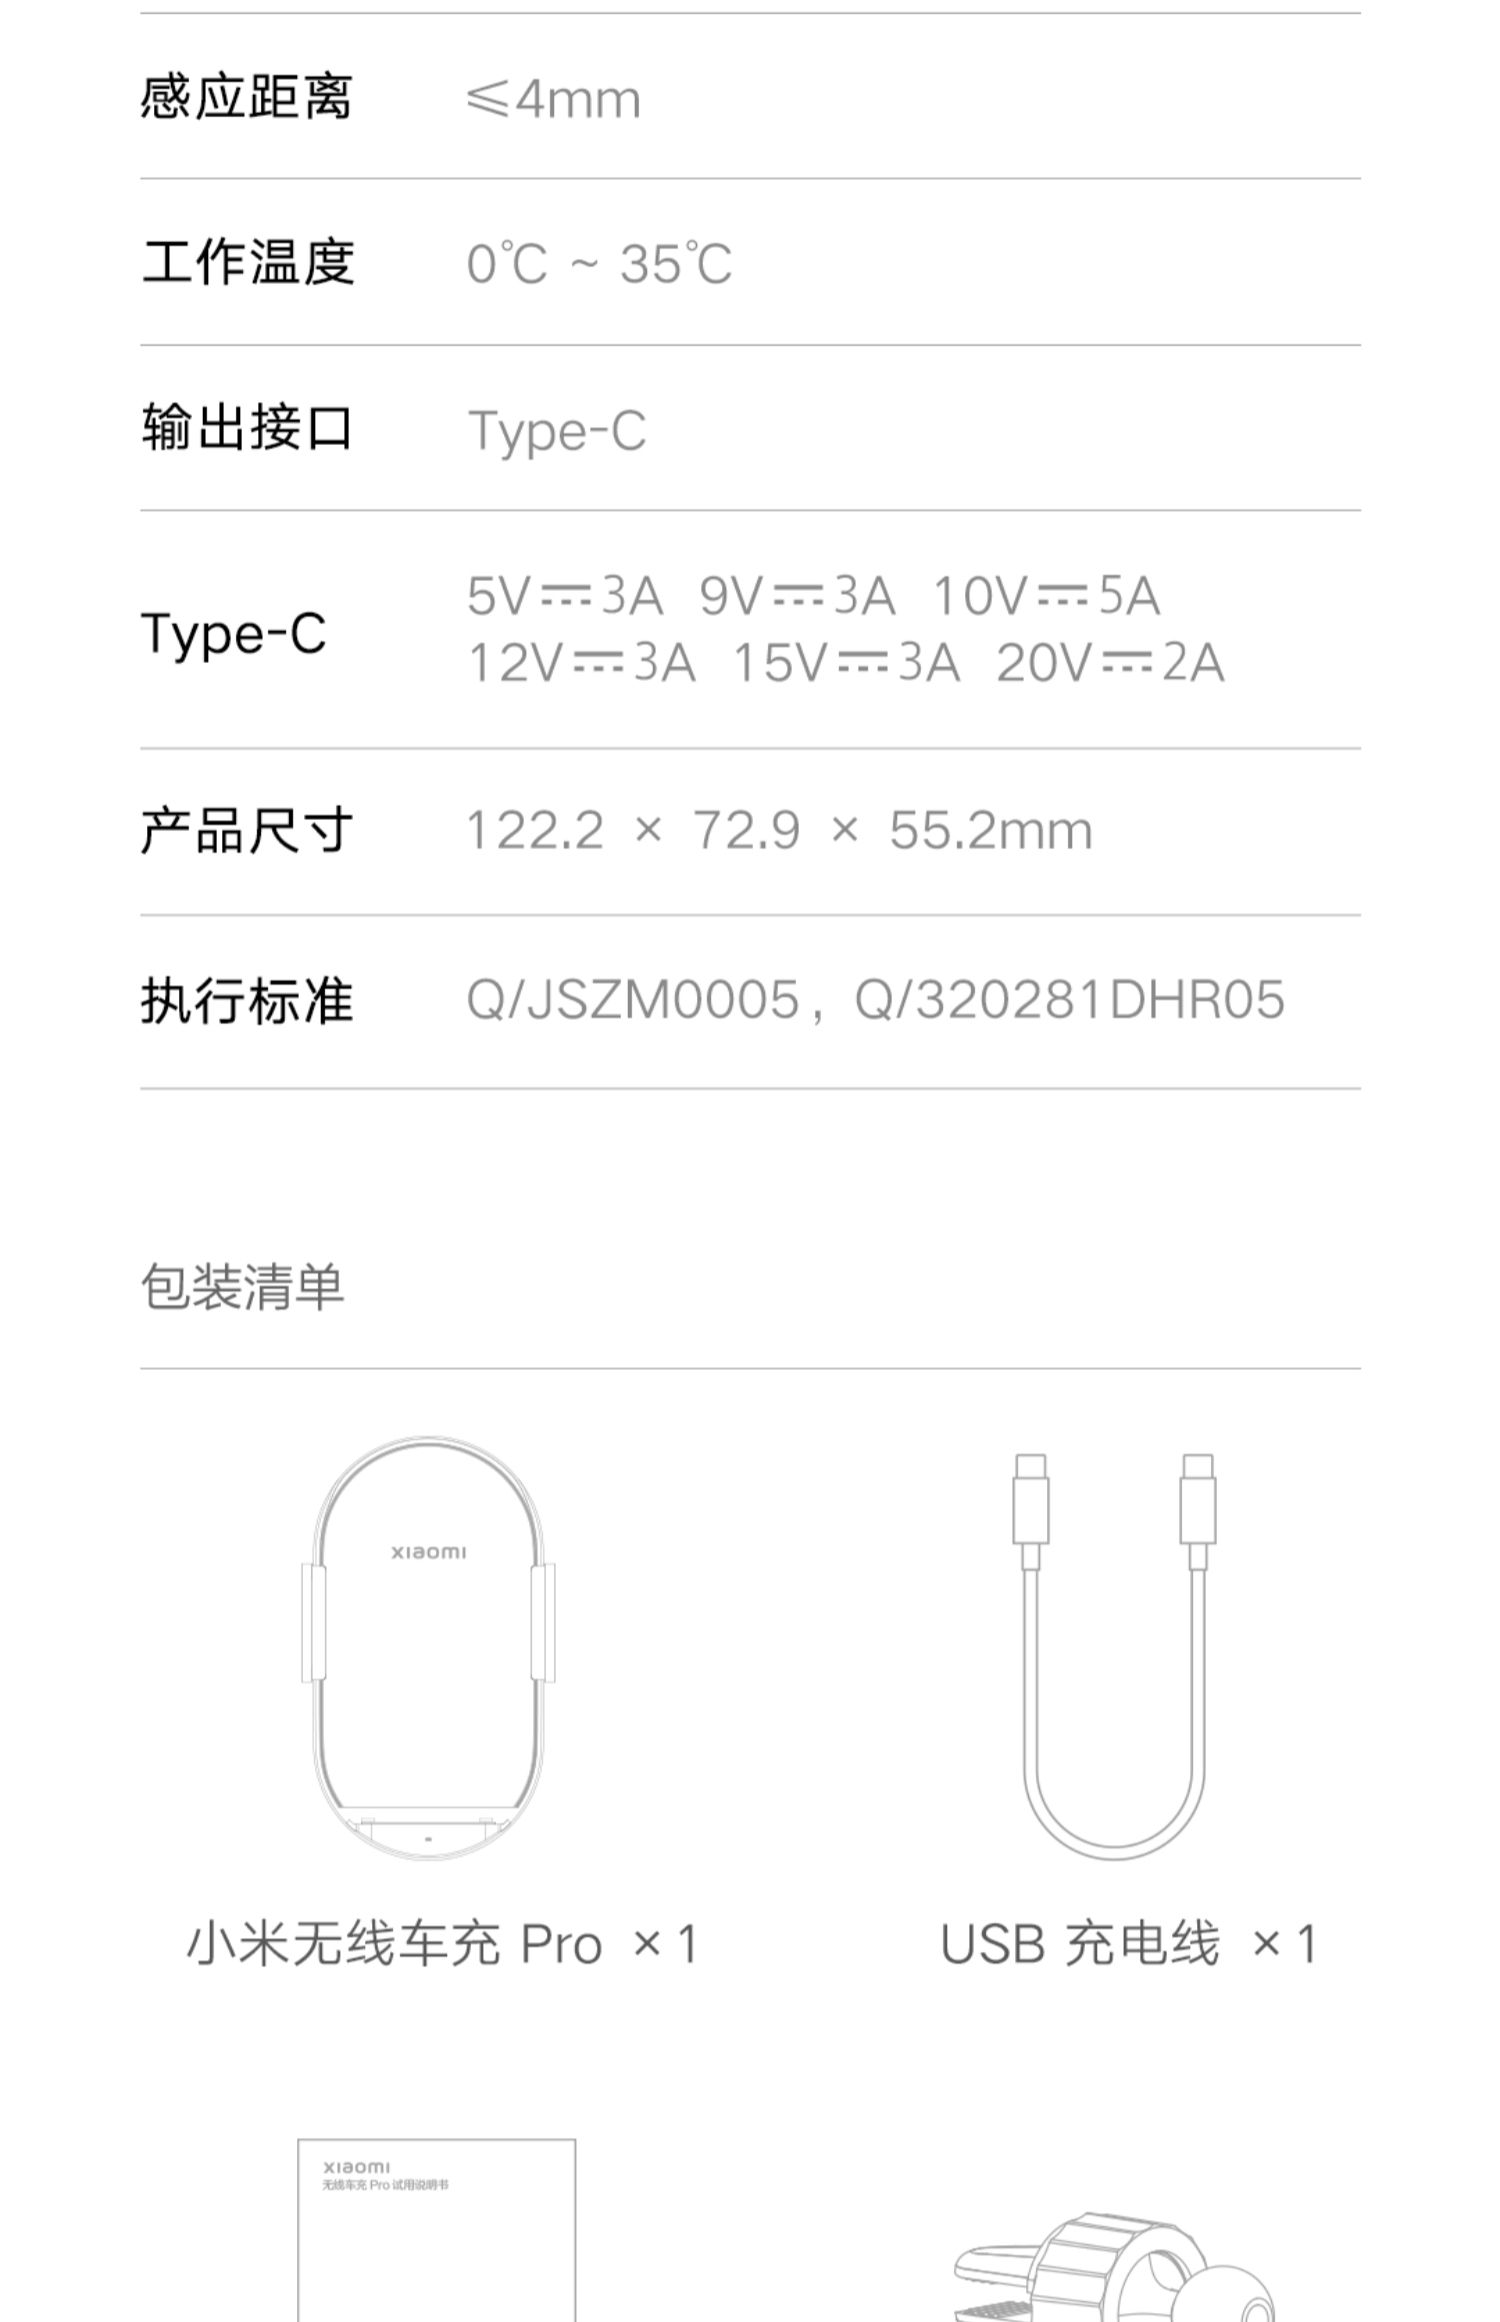 感应距离 ≤4mm
工作温度 0℃ ~ 35℃
输出接口 Type-C
Type-C 5V⎓3A 9V⎓3A 10V⎓5A
12V⎓3A 15V⎓3A 20V⎓2A
产品尺寸 122.2 × 72.9 × 55.2mm
执行标准 Q/JSZM0005，Q/320281DHR05
包装清单
xiaomi
小米无线车充 Pro ×1
USB 充电线 ×1
xiaomi
无线车充 Pro 试用说明书